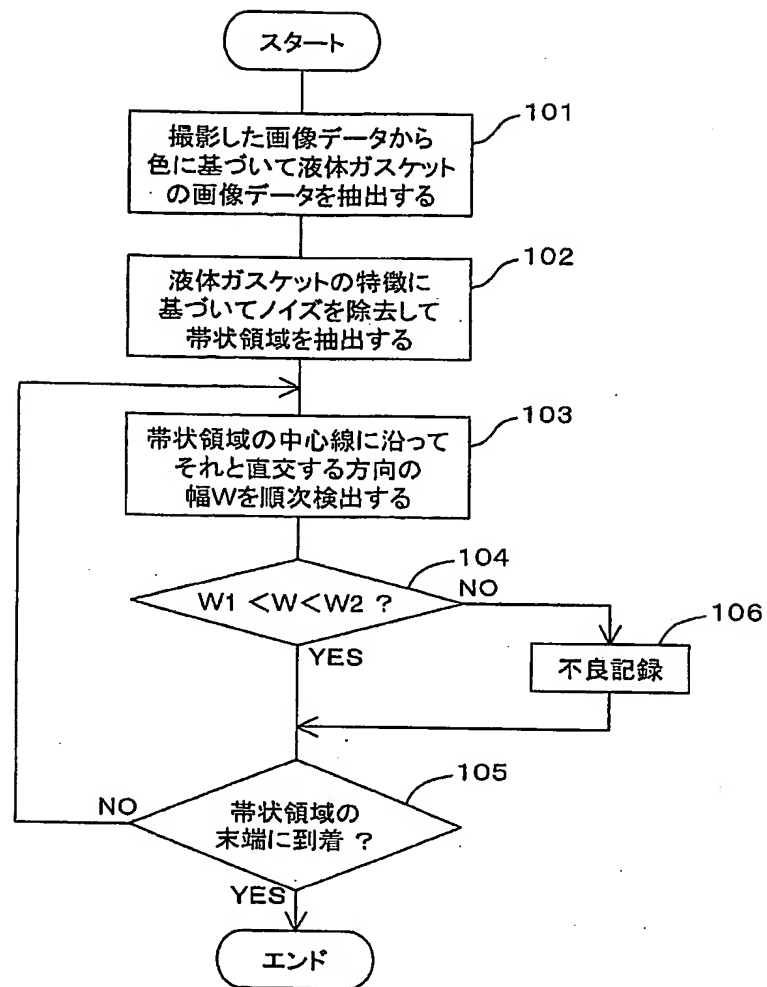 スタート
101
撮影した画像データから
色に基づいて液体ガスケット
の画像データを抽出する
102
液体ガスケットの特徴に
基づいてノイズを除去して
帯状領域を抽出する
103
帯状領域の中心線に沿って
それと直交する方向の
幅Wを順次検出する
104
W1 <W<W2 ?
NO
YES
106
不良記録
105
帯状領域の
末端に到着 ?
NO
YES
エンド